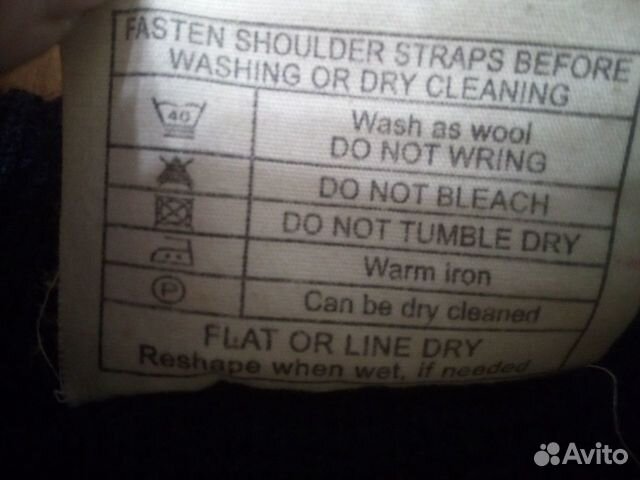 FASTEN SHOULDER STRAPS BEFORE
WASHING OR DRY CLEANING
40
Wash as wool
DO NOT WRING
DO NOT BLEACH
DO NOT TUMBLE DRY
Warm iron
P
Can be dry cleaned
FLAT OR LINE DRY
Reshape when wet, if needed
Avito